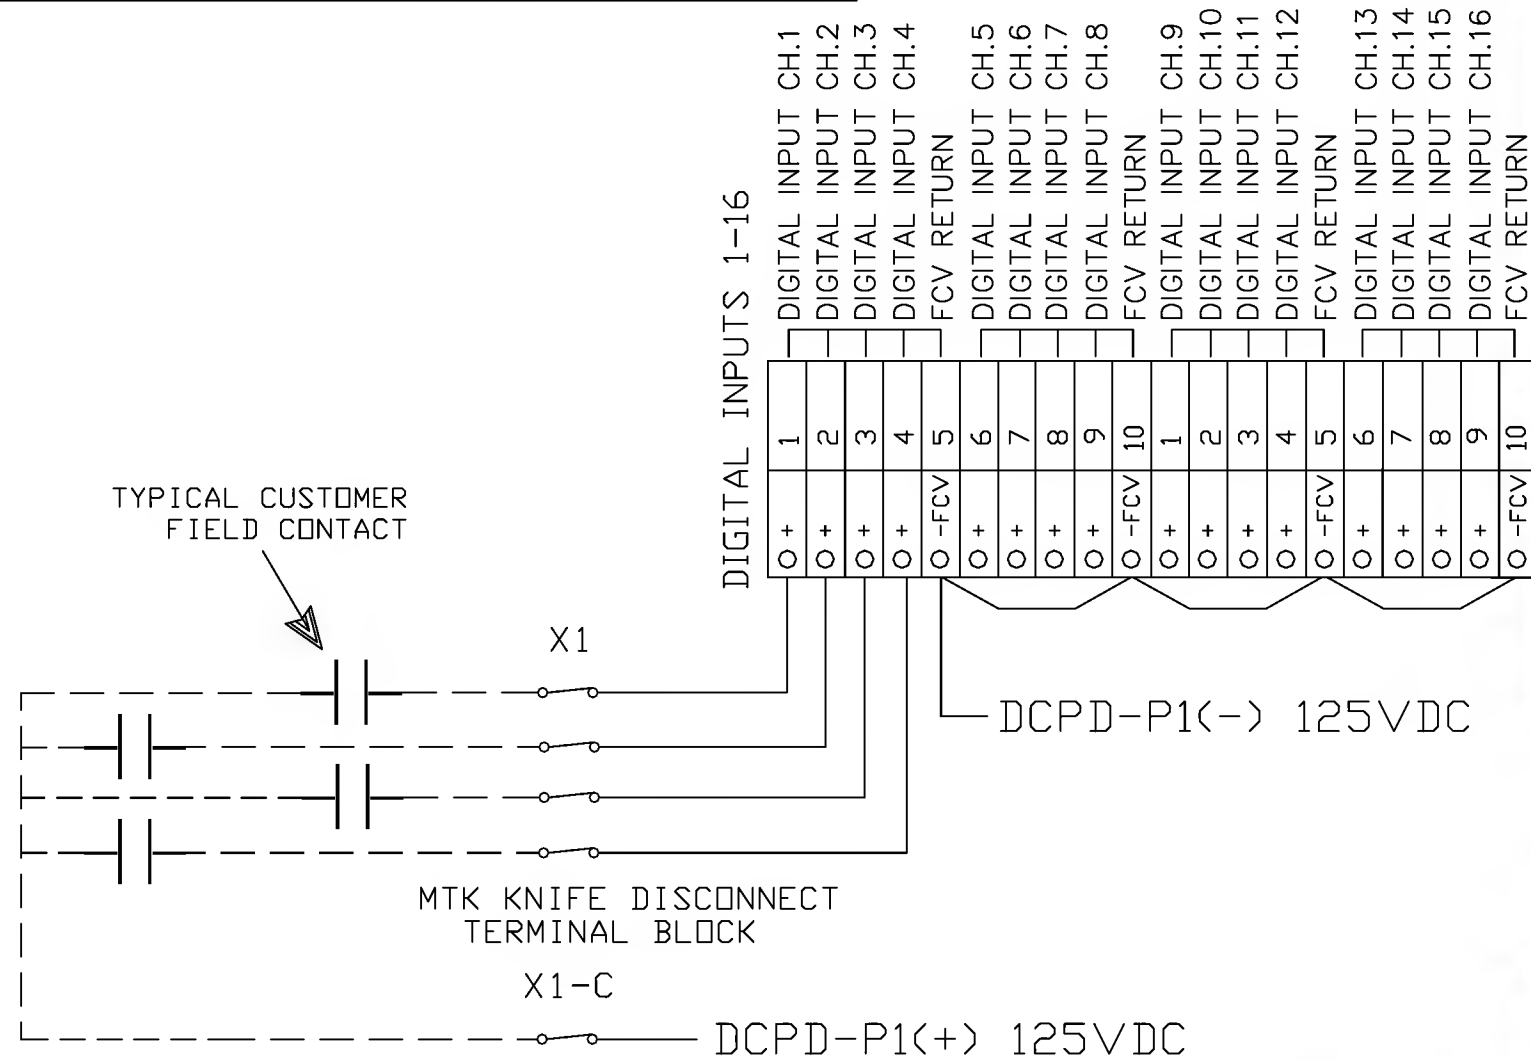 DIGITAL INPUTS 1-16
DIGITAL INPUT CH.1
DIGITAL INPUT CH.2
DIGITAL INPUT CH.3
DIGITAL INPUT CH.4
FCV RETURN
DIGITAL INPUT CH.5
DIGITAL INPUT CH.6
DIGITAL INPUT CH.7
DIGITAL INPUT CH.8
FCV RETURN
DIGITAL INPUT CH.9
DIGITAL INPUT CH.10
DIGITAL INPUT CH.11
DIGITAL INPUT CH.12
FCV RETURN
DIGITAL INPUT CH.13
DIGITAL INPUT CH.14
DIGITAL INPUT CH.15
DIGITAL INPUT CH.16
FCV RETURN
1 2 3 4 5 6 7 8 9 10 1 2 3 4 5 6 7 8 9 10
+ + + + -FCV + + + + -FCV + + + + -FCV + + + + -FCV
TYPICAL CUSTOMER
FIELD CONTACT
X1
DCPD-P1(-) 125VDC
MTK KNIFE DISCONNECT
TERMINAL BLOCK
X1-C
DCPD-P1(+) 125VDC